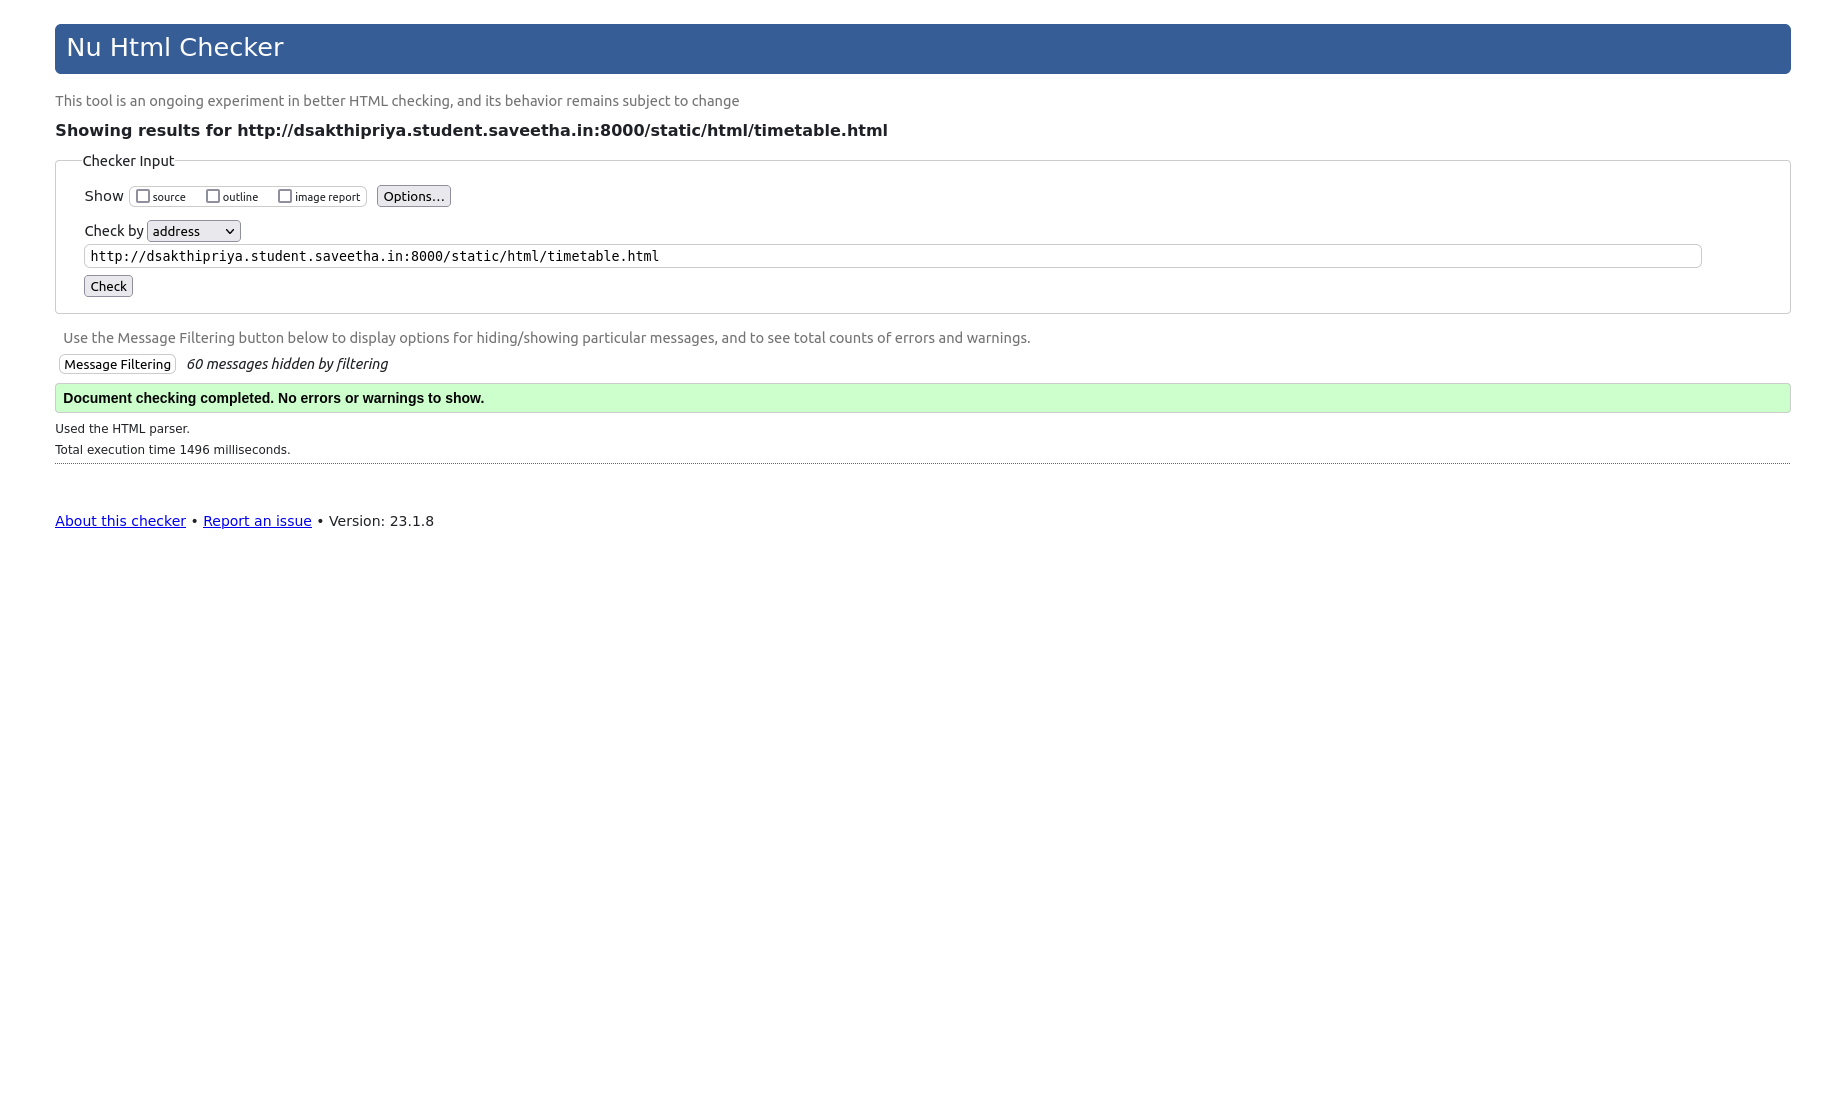 Nu Html Checker
This tool is an ongoing experiment in better HTML checking, and its behavior remains subject to change
Showing results for http://dsakthipriya.student.saveetha.in:8000/static/html/timetable.html
Checker Input
Show source outline image report Options...
Check by address
http://dsakthipriya.student.saveetha.in:8000/static/html/timetable.html
Check
Use the Message Filtering button below to display options for hiding/showing particular messages, and to see total counts of errors and warnings.
Message Filtering 60 messages hidden by filtering
Document checking completed. No errors or warnings to show.
Used the HTML parser.
Total execution time 1496 milliseconds.
About this checker • Report an issue • Version: 23.1.8